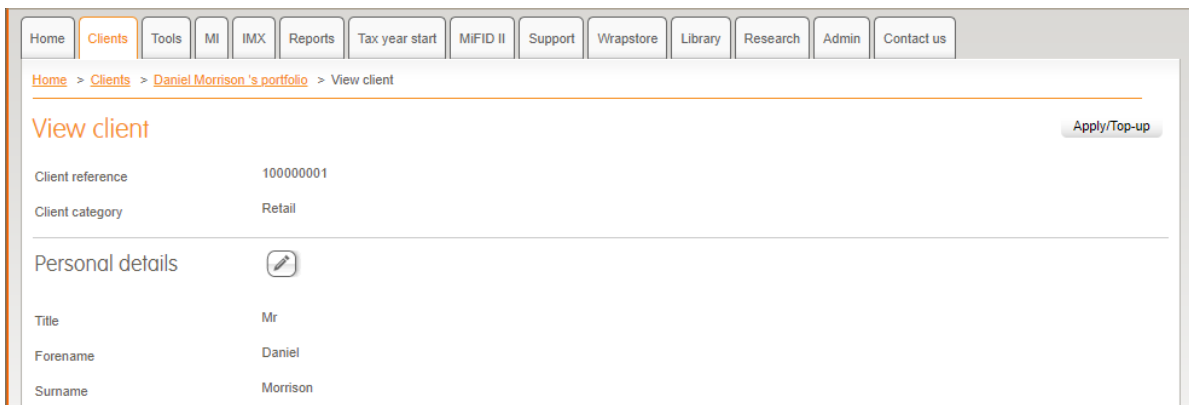 Home Clients Tools MI IMX Reports Tax year start MiFID II Support Wrapstore Library Research Admin Contact us
Home > Clients > Daniel Morrison 's portfolio > View client
View client Apply/Top-up
Client reference 100000001
Client category Retail
Personal details
Title Mr
Forename Daniel
Surname Morrison